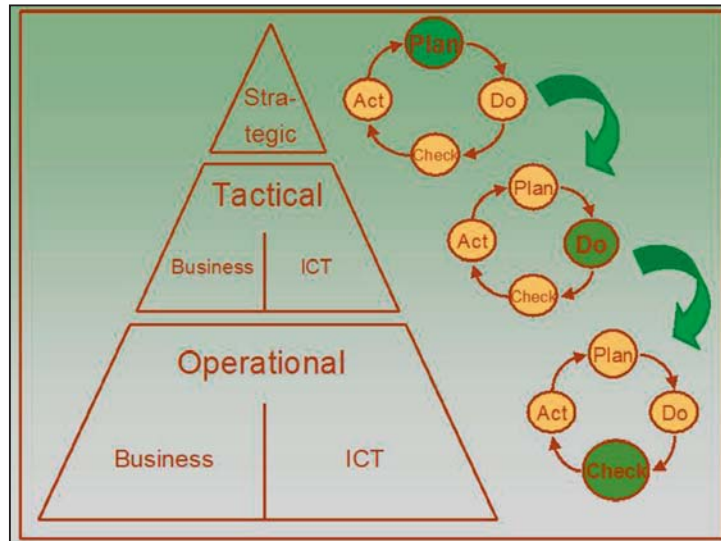 Stra-
tegic
Tactical
Business ICT
Operational
Business ICT
Plan
Act Do
Check
Plan
Act Do
Check
Plan
Act Do
Check